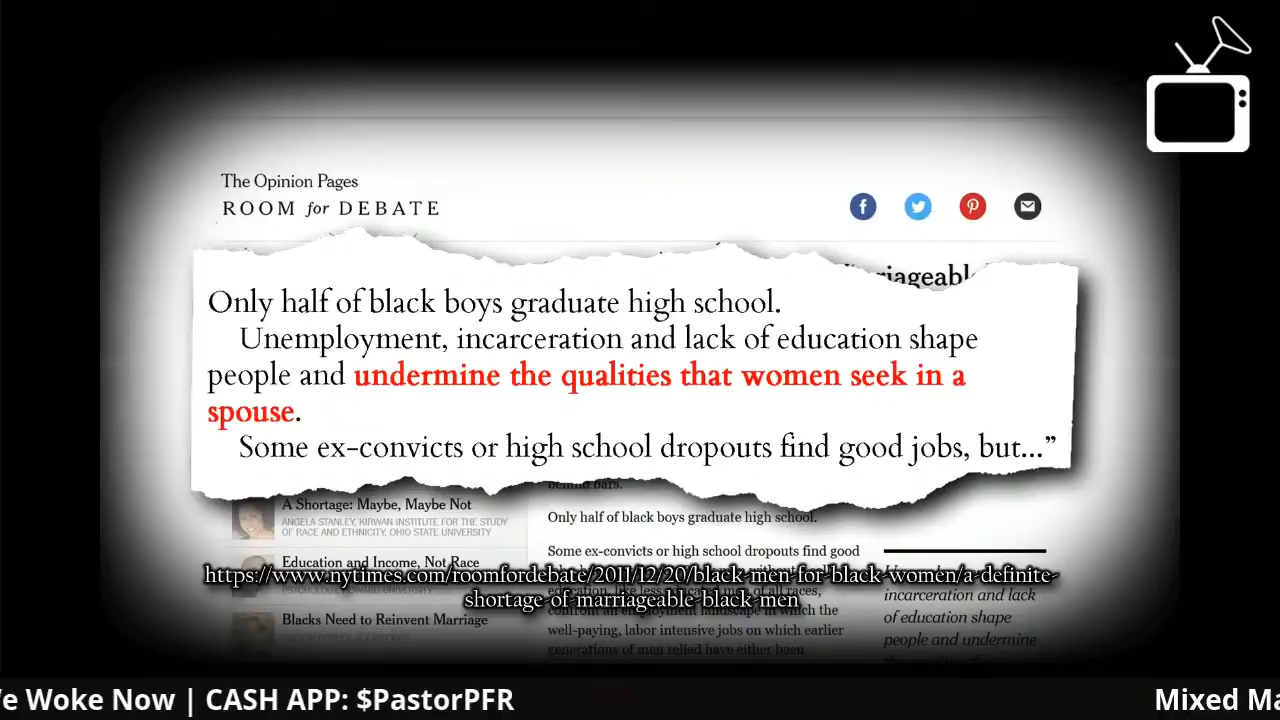 The Opinion Pages
ROOM for DEBATE
Only half of black boys graduate high school.
Unemployment, incarceration and lack of education shape
people and undermine the qualities that women seek in a
spouse.
Some ex-convicts or high school dropouts find good jobs, but...”
behind bars.
Only half of black boys graduate high school.
Some ex-convicts or high school dropouts find good
A Shortage: Maybe, Maybe Not
ANGELA STANLEY, KIRWAN INSTITUTE FOR THE STUDY
OF RACE AND ETHNICITY, OHIO STATE UNIVERSITY
Education and Income, Not Race
Blacks Need to Reinvent Marriage
https://www.nytimes.com/roomfordebate/2011/12/20/black-men-for-black-women/a-definite-
shortage-of-marriageable-black-men
well-paying, labor intensive jobs on which earlier
generations of men relied have either been
incarceration and lack
of education shape
people and undermine
e Woke Now | CASH APP: $PastorPFR
Mixed Ma